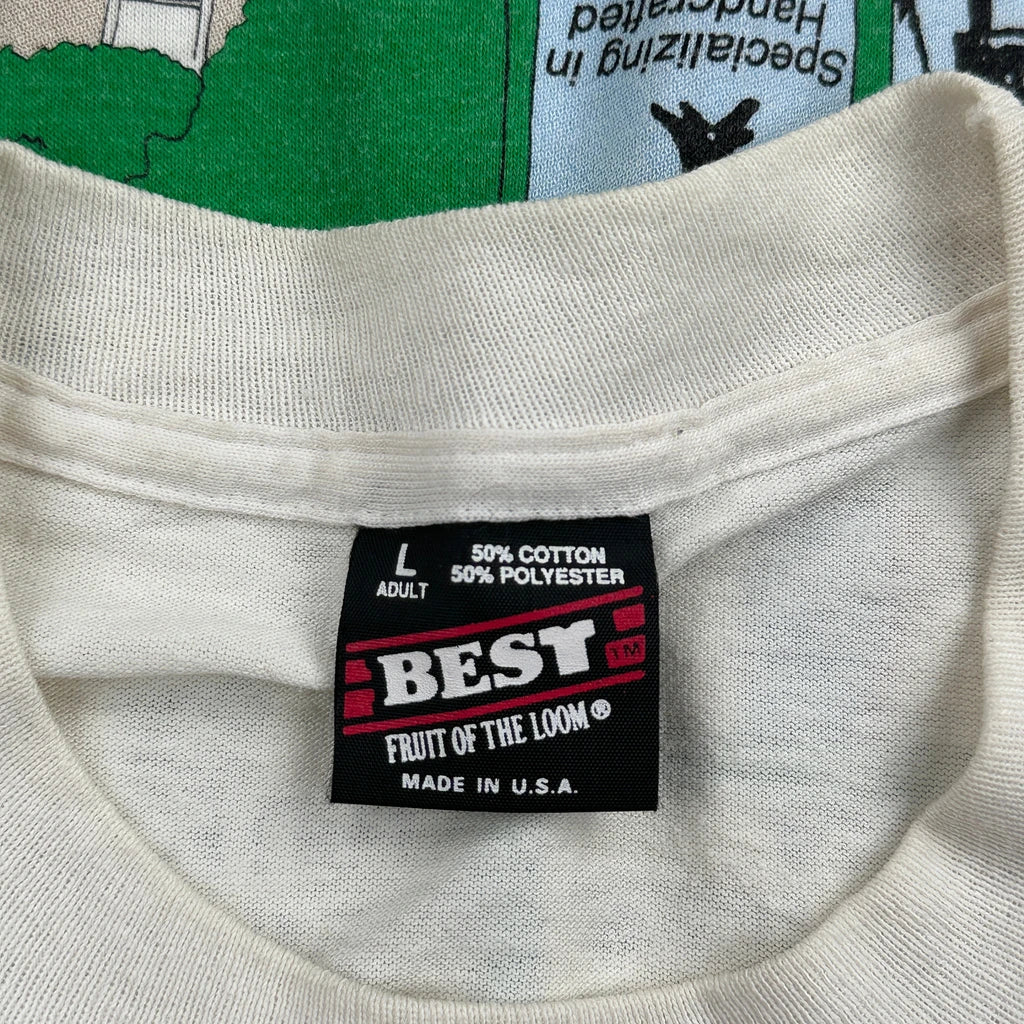 Specializing in
Handcrafted
L
ADULT
50% COTTON
50% POLYESTER
BEST
TM
FRUIT OF THE LOOM®
MADE IN U.S.A.